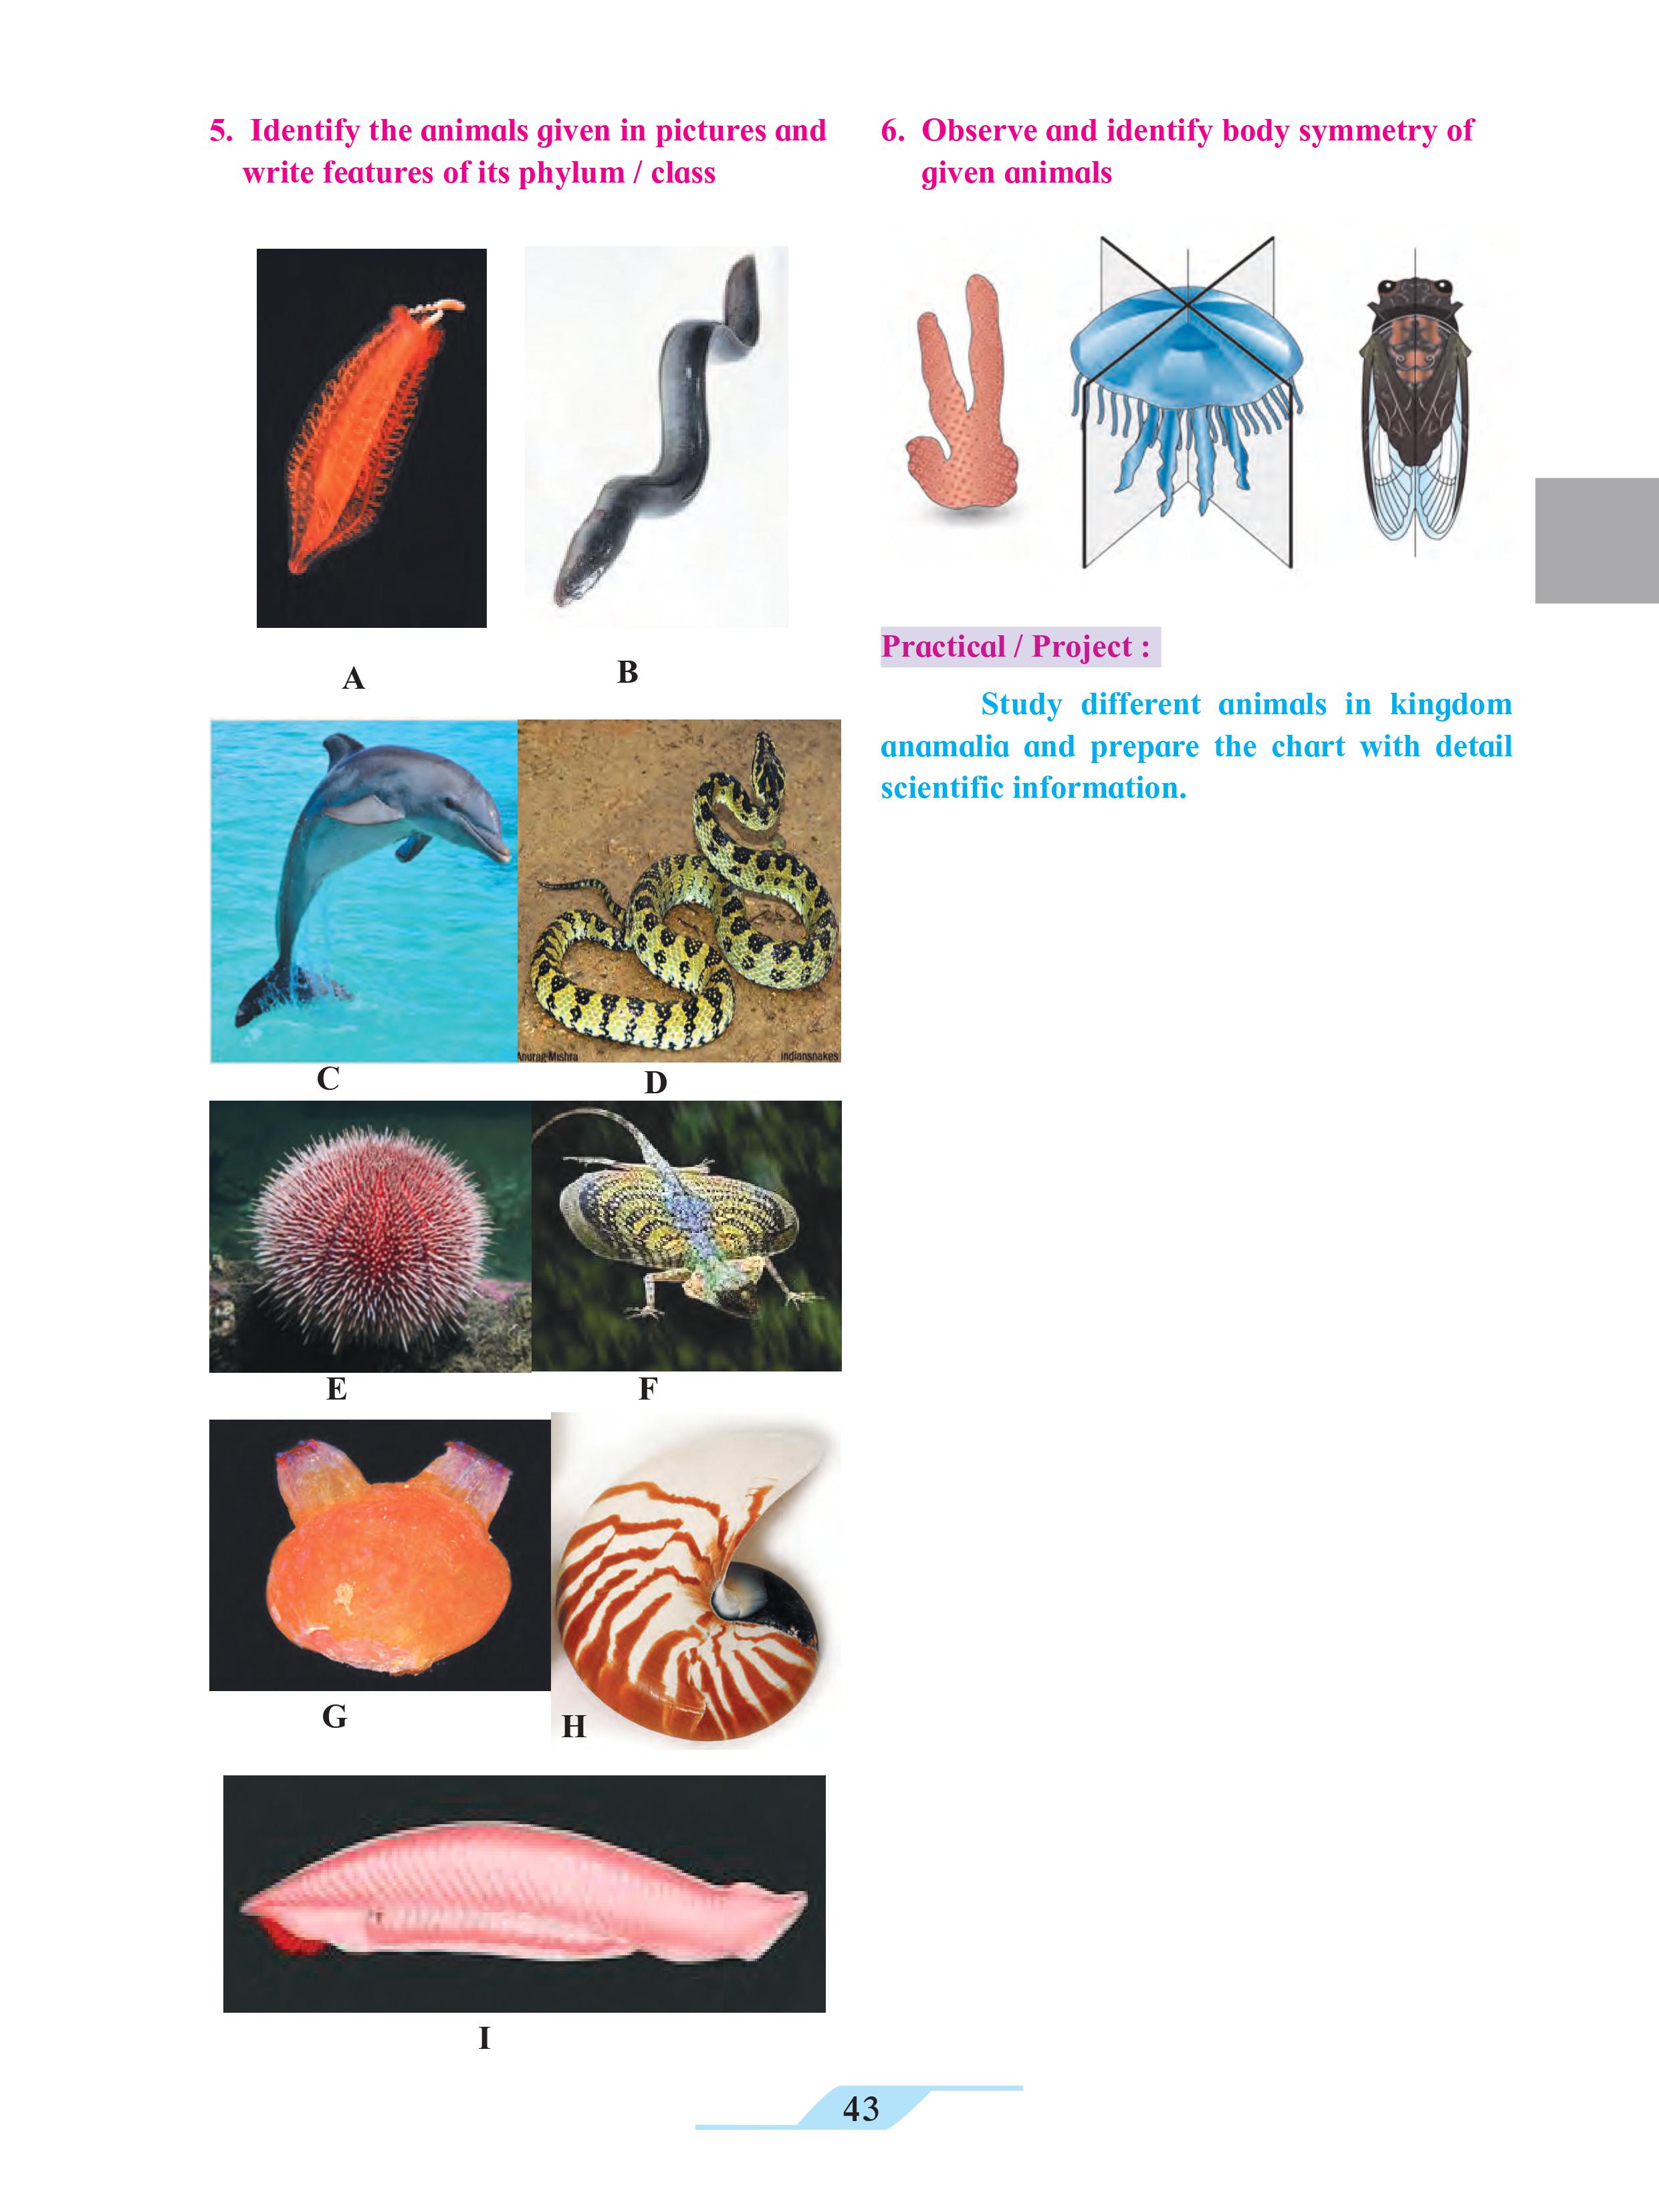 5. Identify the animals given in pictures and
write features of its phylum / class
A
B
C
Anurag Mishra
indiansnakes
D
E
F
G
H
I
6. Observe and identify body symmetry of
given animals
Practical / Project :
Study different animals in kingdom
anamalia and prepare the chart with detail
scientific information.
43